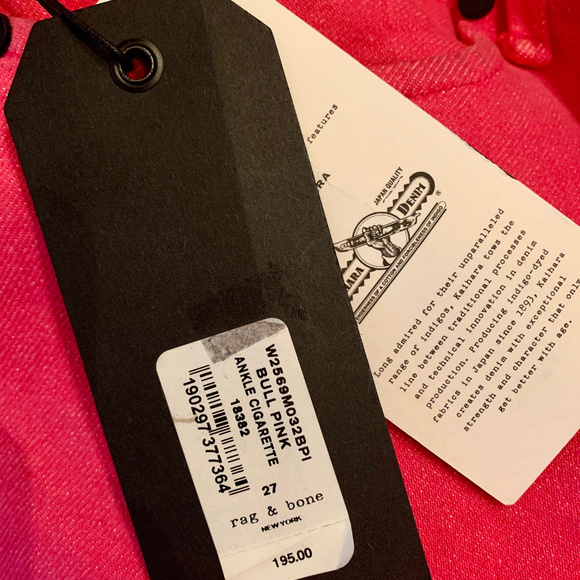 W2569M032BPI
BULL PINK
ANKLE CIGARETTE
18382
190297377364
27
rag & bone
NEW YORK
195.00
features
RA
JAPAN QUALITY
DENIM
®
HARA
Long admired for their unparalleled
range of indigos, Kaihara tows the
line between traditional processes
and technical innovation in denim
production. Producing indigo-dyed
fabrics in Japan since 1893, Kaihara
creates denim with exceptional
strength and character that only
get better with age.